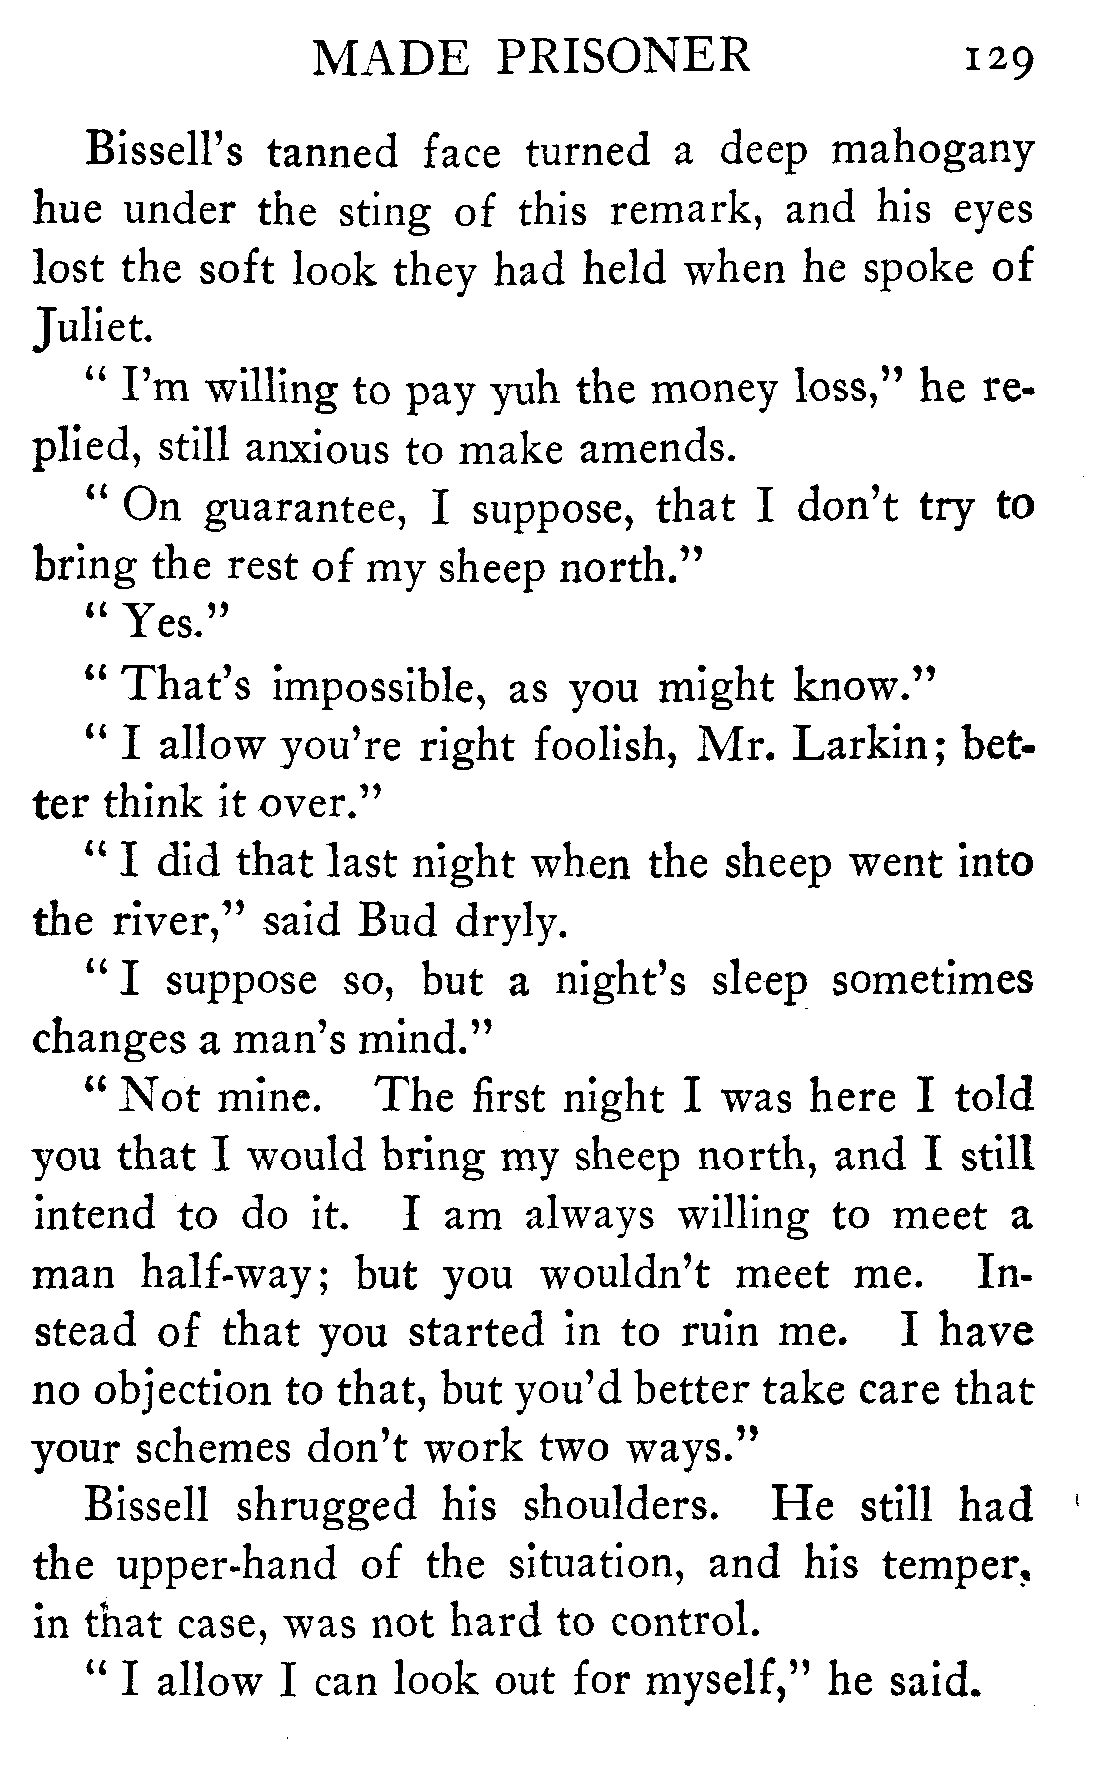 MADE PRISONER 129
Bissell's tanned face turned a deep mahogany
hue under the sting of this remark, and his eyes
lost the soft look they had held when he spoke of
Juliet.
“ I'm willing to pay yuh the money loss,” he re-
plied, still anxious to make amends.
“ On guarantee, I suppose, that I don't try to
bring the rest of my sheep north.”
“ Yes.”
“ That's impossible, as you might know.”
“ I allow you're right foolish, Mr. Larkin; bet-
ter think it over.”
“ I did that last night when the sheep went into
the river,” said Bud dryly.
“ I suppose so, but a night's sleep sometimes
changes a man's mind.”
“ Not mine. The first night I was here I told
you that I would bring my sheep north, and I still
intend to do it. I am always willing to meet a
man half-way; but you wouldn't meet me. In-
stead of that you started in to ruin me. I have
no objection to that, but you'd better take care that
your schemes don't work two ways.”
Bissell shrugged his shoulders. He still had
the upper-hand of the situation, and his temper,
in that case, was not hard to control.
“ I allow I can look out for myself,” he said.